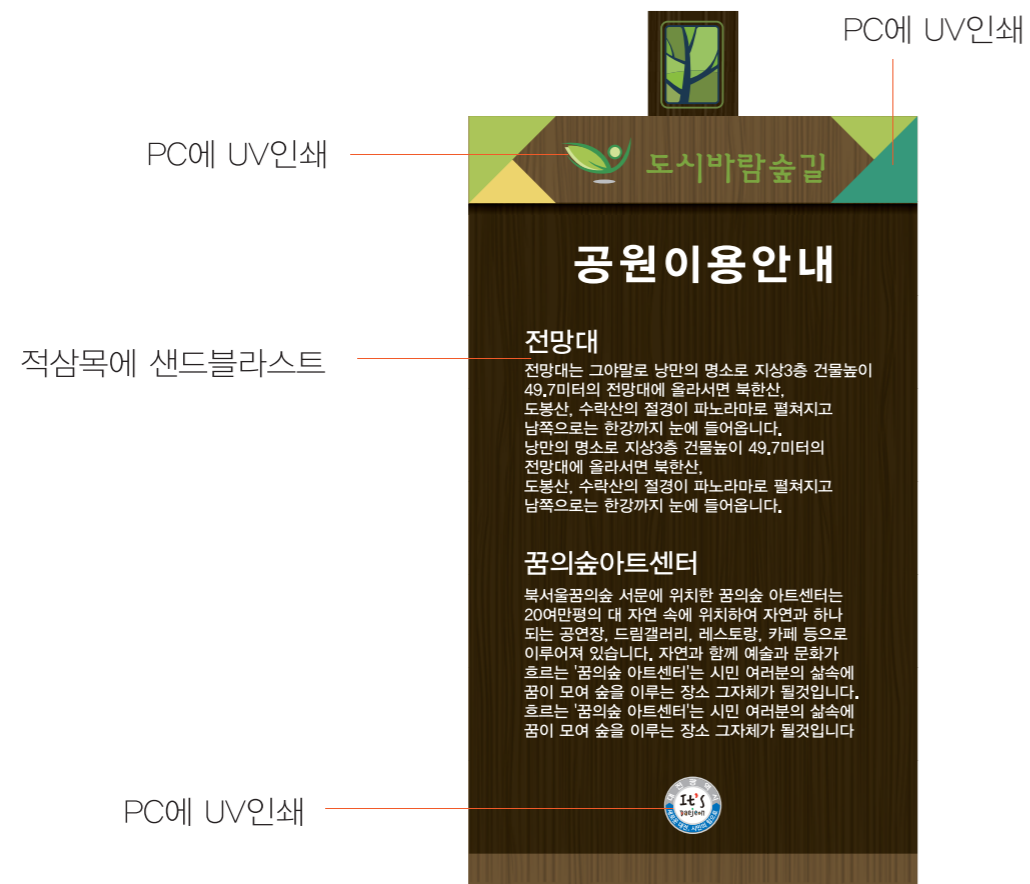 PC에 UV인쇄
PC에 UV인쇄
도시바람숲길
공원이용안내
적삼목에 샌드블라스트
전망대
전망대는 그야말로 낭만의 명소로 지상3층 건물높이
49.7미터의 전망대에 올라서면 북한산,
도봉산, 수락산의 절경이 파노라마로 펼쳐지고
남쪽으로는 한강까지 눈에 들어옵니다.
낭만의 명소로 지상3층 건물높이 49.7미터의
전망대에 올라서면 북한산,
도봉산, 수락산의 절경이 파노라마로 펼쳐지고
남쪽으로는 한강까지 눈에 들어옵니다.
꿈의숲아트센터
북서울꿈의숲 서문에 위치한 꿈의숲 아트센터는
20여만평의 대 자연 속에 위치하여 자연과 하나
되는 공연장, 드림갤러리, 레스토랑, 카페 등으로
이루어져 있습니다. 자연과 함께 예술과 문화가
흐르는 '꿈의숲 아트센터'는 시민 여러분의 삶속에
꿈이 모여 숲을 이루는 장소 그자체가 될것입니다.
흐르는 '꿈의숲 아트센터'는 시민 여러분의 삶속에
꿈이 모여 숲을 이루는 장소 그자체가 될것입니다
PC에 UV인쇄
대전광역시
It's
Daejeon
새로운 대전, 시민의 힘으로